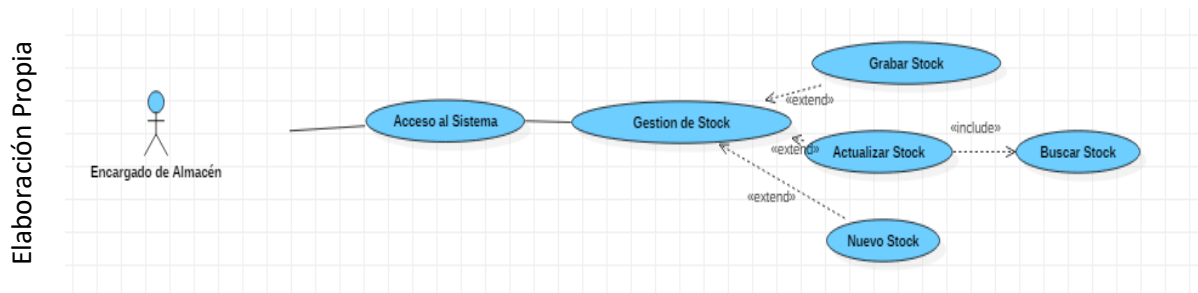 Elaboración Propia
Encargado de Almacén
Acceso al Sistema
Gestion de Stock
Grabar Stock
«extend»
«extend»
Actualizar Stock
«include»
Buscar Stock
«extend»
Nuevo Stock